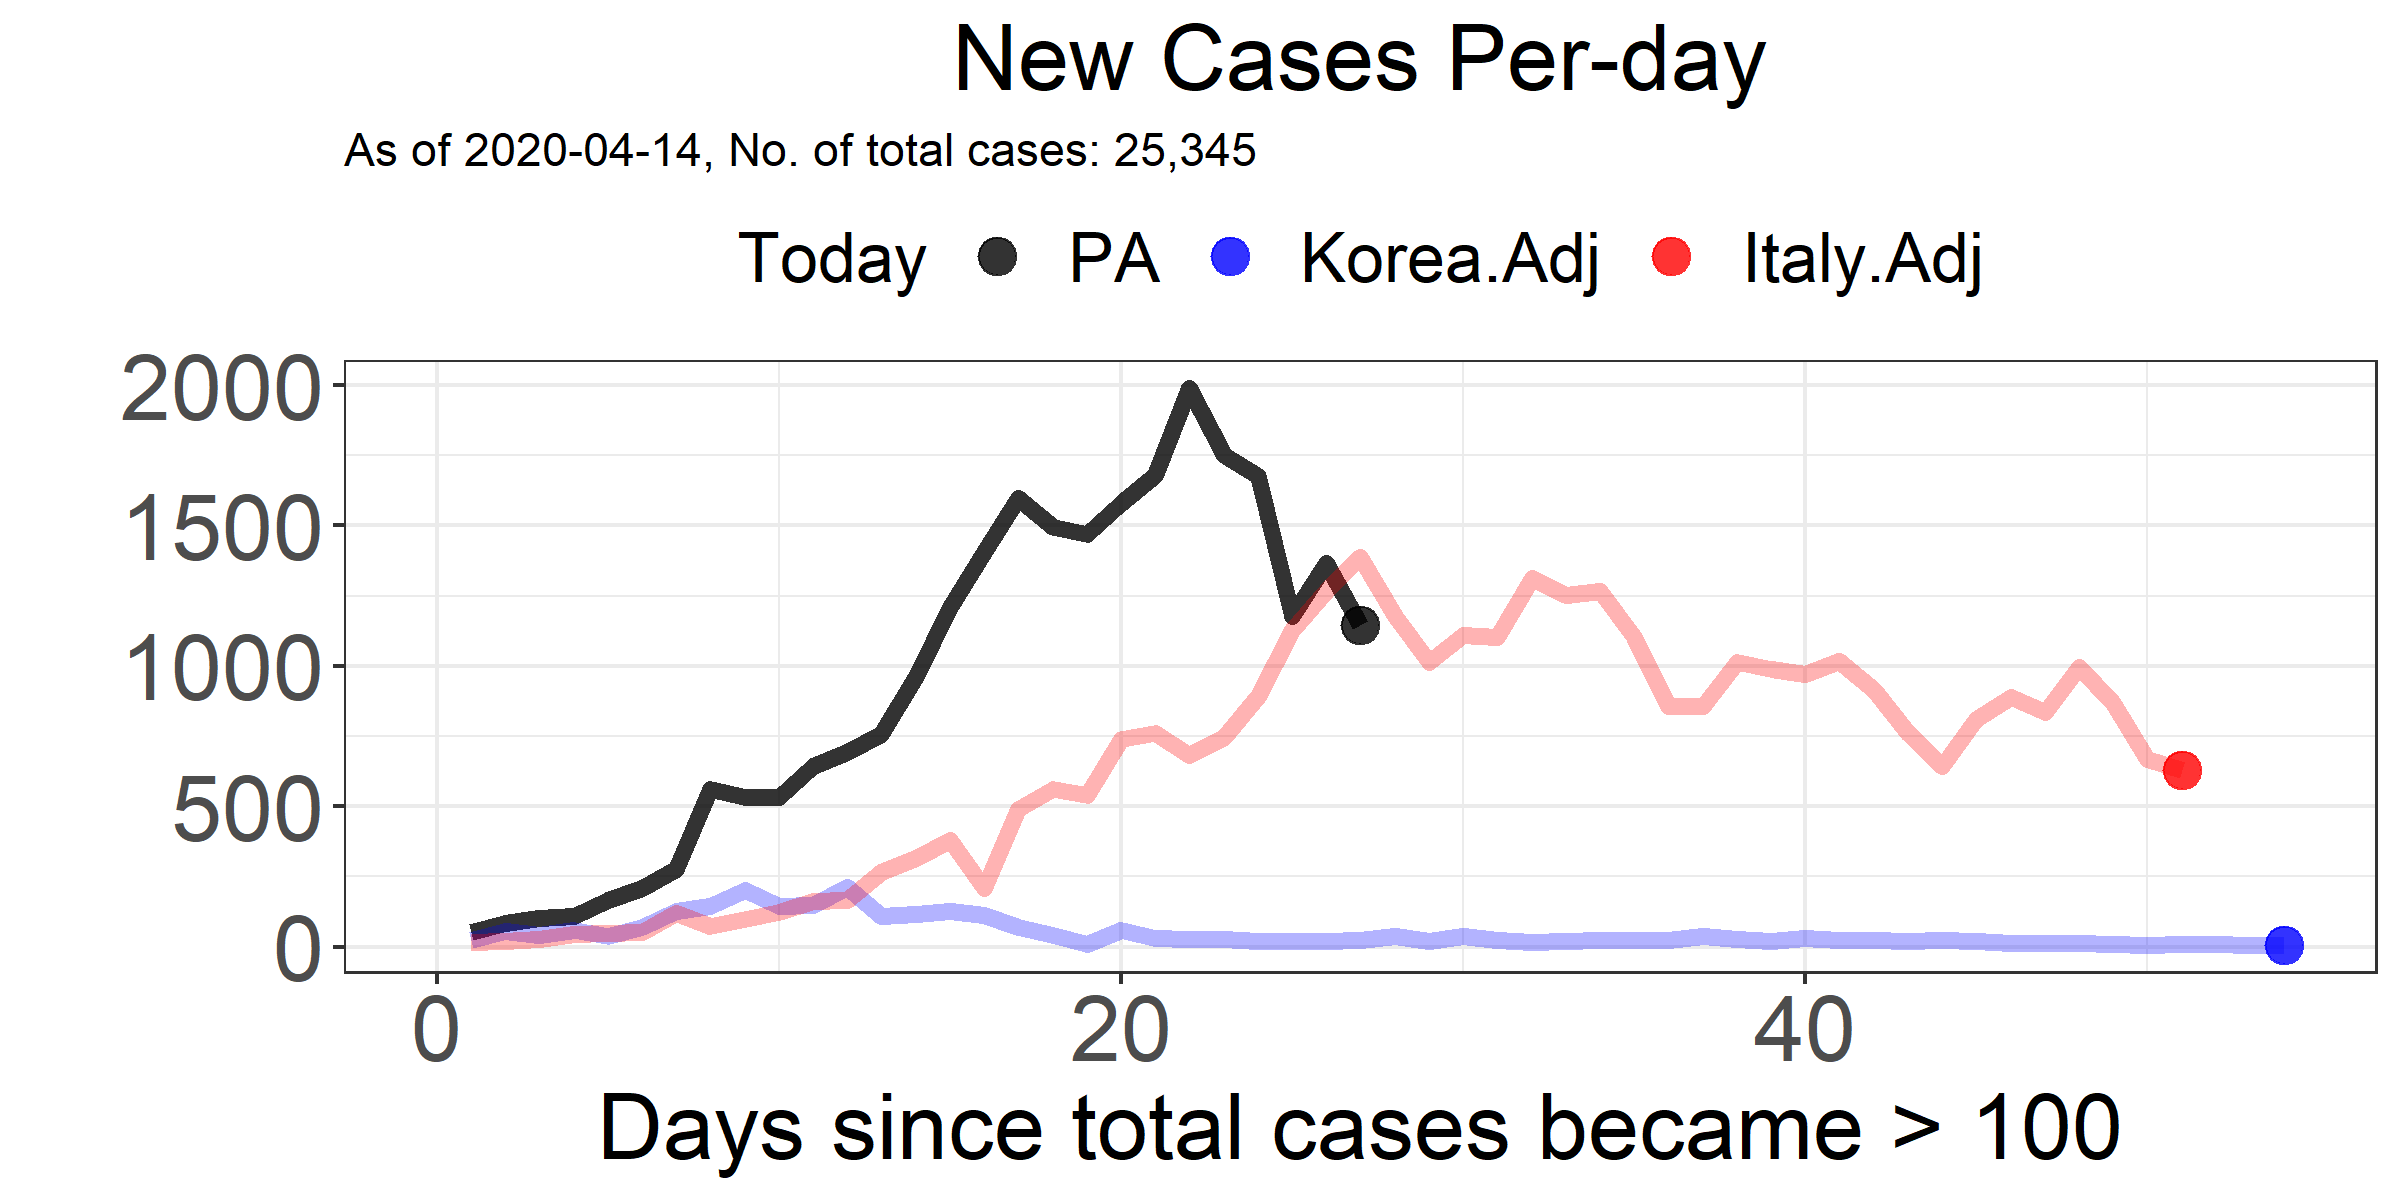 New Cases Per-day
As of 2020-04-14, No. of total cases: 25,345
Today PA Korea.Adj Italy.Adj
2000
1500
1000
500
0
0 20 40
Days since total cases became > 100